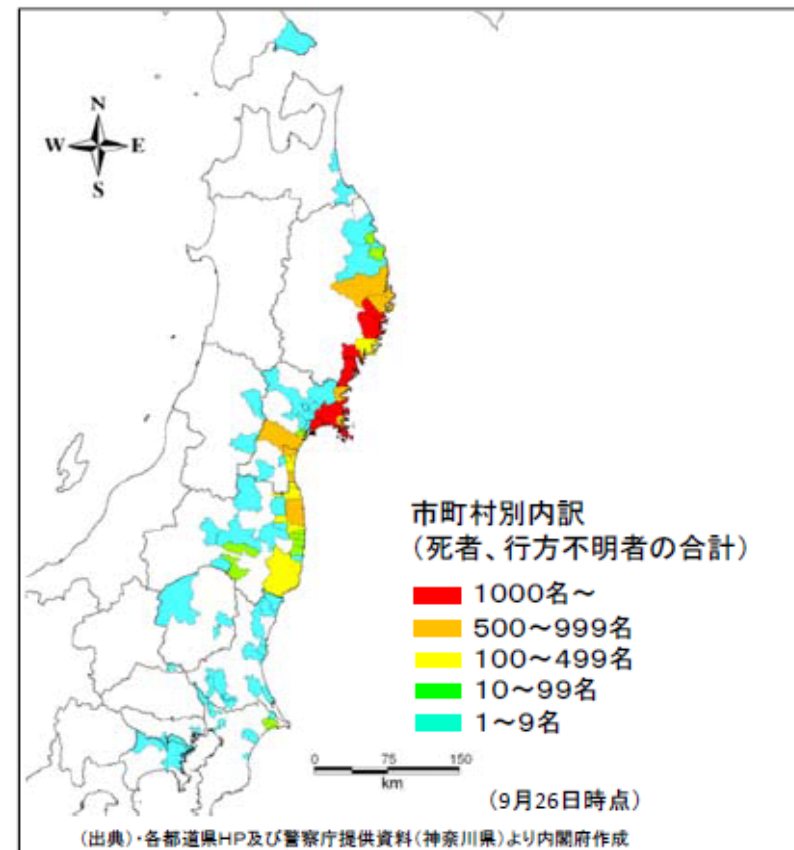 N
W E
S
市町村別内訳
（死者、行方不明者の合計）
1000名～
500～999名
100～499名
10～99名
1～9名
0 75 150
km
（9月26日時点）
（出典）・各都道県HP及び警察庁提供資料（神奈川県）より内閣府作成